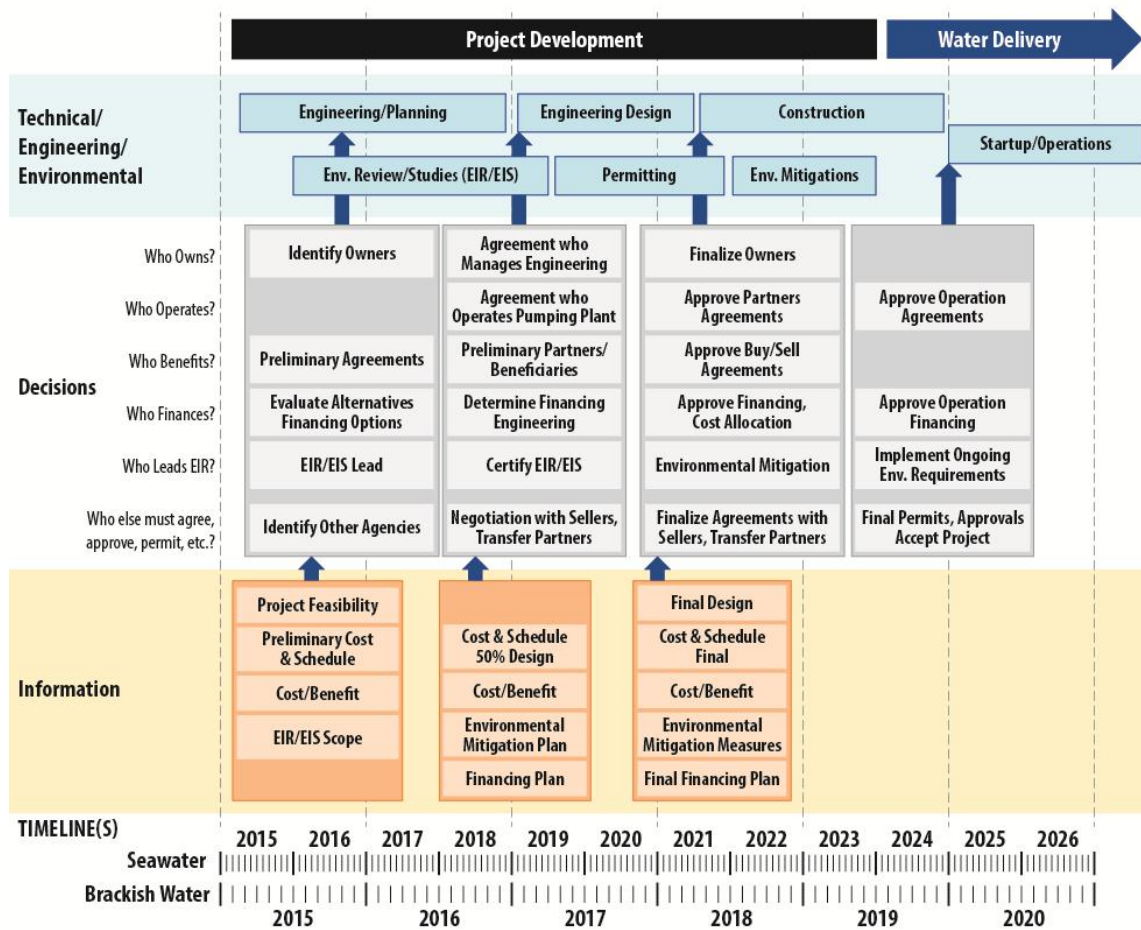 Project Development
Water Delivery
Technical/
Engineering/
Environmental
Engineering/Planning
Engineering Design
Construction
Startup/Operations
Env. Review/Studies (EIR/EIS)
Permitting
Env. Mitigations
Decisions
Who Owns?
Identify Owners
Agreement who
Manages Engineering
Finalize Owners
Who Operates?
Agreement who
Operates Pumping Plant
Approve Partners
Agreements
Approve Operation
Agreements
Who Benefits?
Preliminary Agreements
Preliminary Partners/
Beneficiaries
Approve Buy/Sell
Agreements
Who Finances?
Evaluate Alternatives
Financing Options
Determine Financing
Engineering
Approve Financing,
Cost Allocation
Approve Operation
Financing
Who Leads EIR?
EIR/EIS Lead
Certify EIR/EIS
Environmental Mitigation
Implement Ongoing
Env. Requirements
Who else must agree,
approve, permit, etc.?
Identify Other Agencies
Negotiation with Sellers,
Transfer Partners
Finalize Agreements with
Sellers, Transfer Partners
Final Permits, Approvals
Accept Project
Information
Project Feasibility
Preliminary Cost
& Schedule
Cost/Benefit
EIR/EIS Scope
Cost & Schedule
50% Design
Cost/Benefit
Environmental
Mitigation Plan
Financing Plan
Final Design
Cost & Schedule
Final
Cost/Benefit
Environmental
Mitigation Measures
Final Financing Plan
TIMELINE(S)
2015 2016 2017 2018 2019 2020 2021 2022 2023 2024 2025 2026
Seawater
Brackish Water
2015 2016 2017 2018 2019 2020